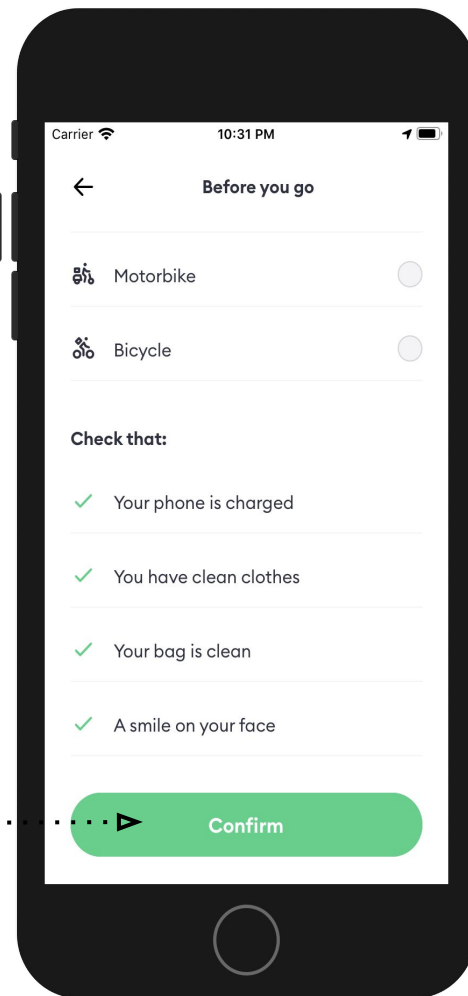 Carrier 10:31 PM
Before you go
Motorbike
Bicycle
Check that:
Your phone is charged
You have clean clothes
Your bag is clean
A smile on your face
Confirm